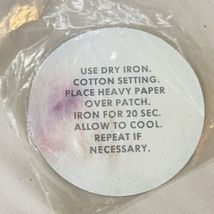 USE DRY IRON.
COTTON SETTING.
PLACE HEAVY PAPER
OVER PATCH.
IRON FOR 20 SEC.
ALLOW TO COOL.
REPEAT IF
NECESSARY.